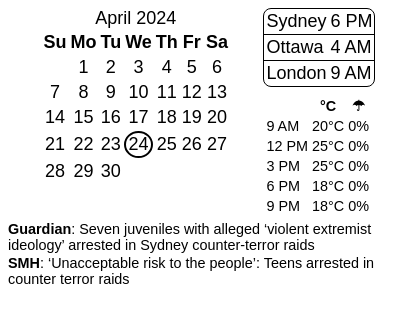 April 2024
Su Mo Tu We Th Fr Sa
1 2 3 4 5 6
7 8 9 10 11 12 13
14 15 16 17 18 19 20
21 22 23 24 25 26 27
28 29 30
Sydney 6 PM
Ottawa 4 AM
London 9 AM
°C ☂
9 AM 20°C 0%
12 PM 25°C 0%
3 PM 25°C 0%
6 PM 18°C 0%
9 PM 18°C 0%
Guardian: Seven juveniles with alleged ‘violent extremist
ideology’ arrested in Sydney counter-terror raids
SMH: ‘Unacceptable risk to the people’: Teens arrested in
counter terror raids